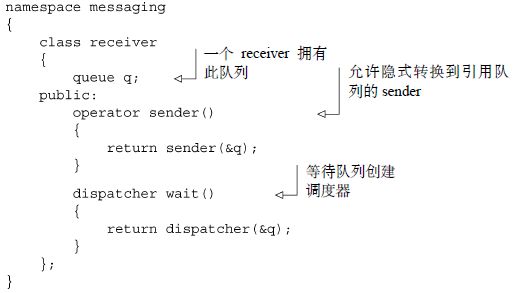 namespace messaging
{
class receiver
{
queue q;
一个 receiver 拥有
此队列
public:
operator sender()
允许隐式转换到引用队
列的 sender
{
return sender(&q);
}
dispatcher wait()
等待队列创建
调度器
{
return dispatcher(&q);
}
};
}